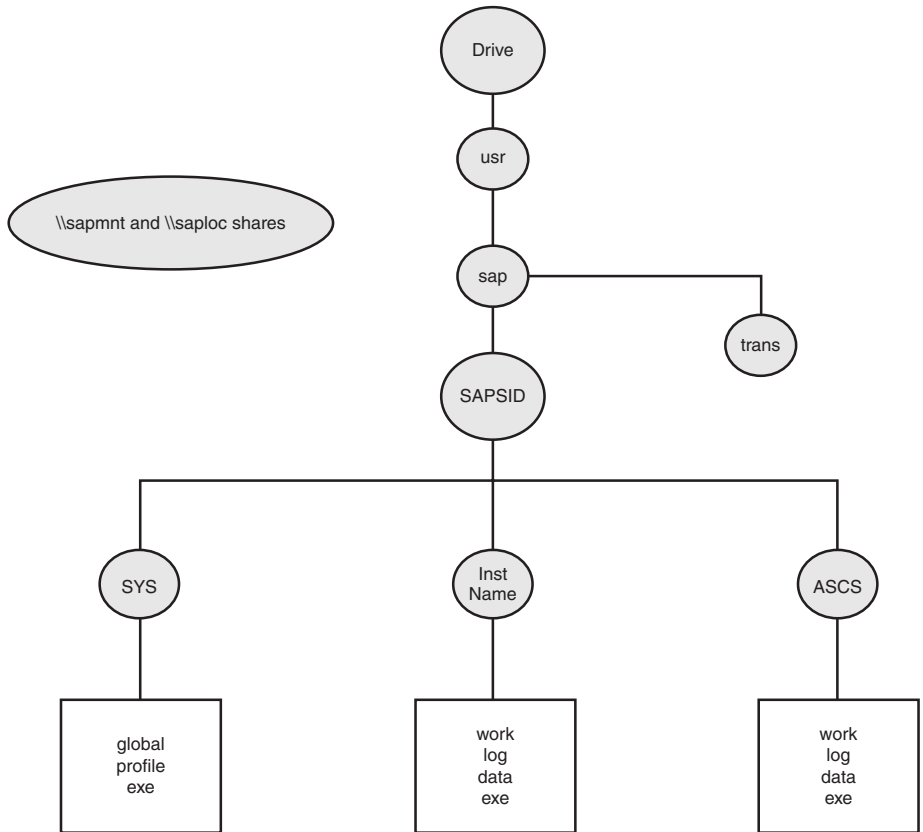 Drive
usr
\\sapmnt and \\saploc shares
sap
trans
SAPSID
SYS
Inst
Name
ASCS
global
profile
exe
work
log
data
exe
work
log
data
exe